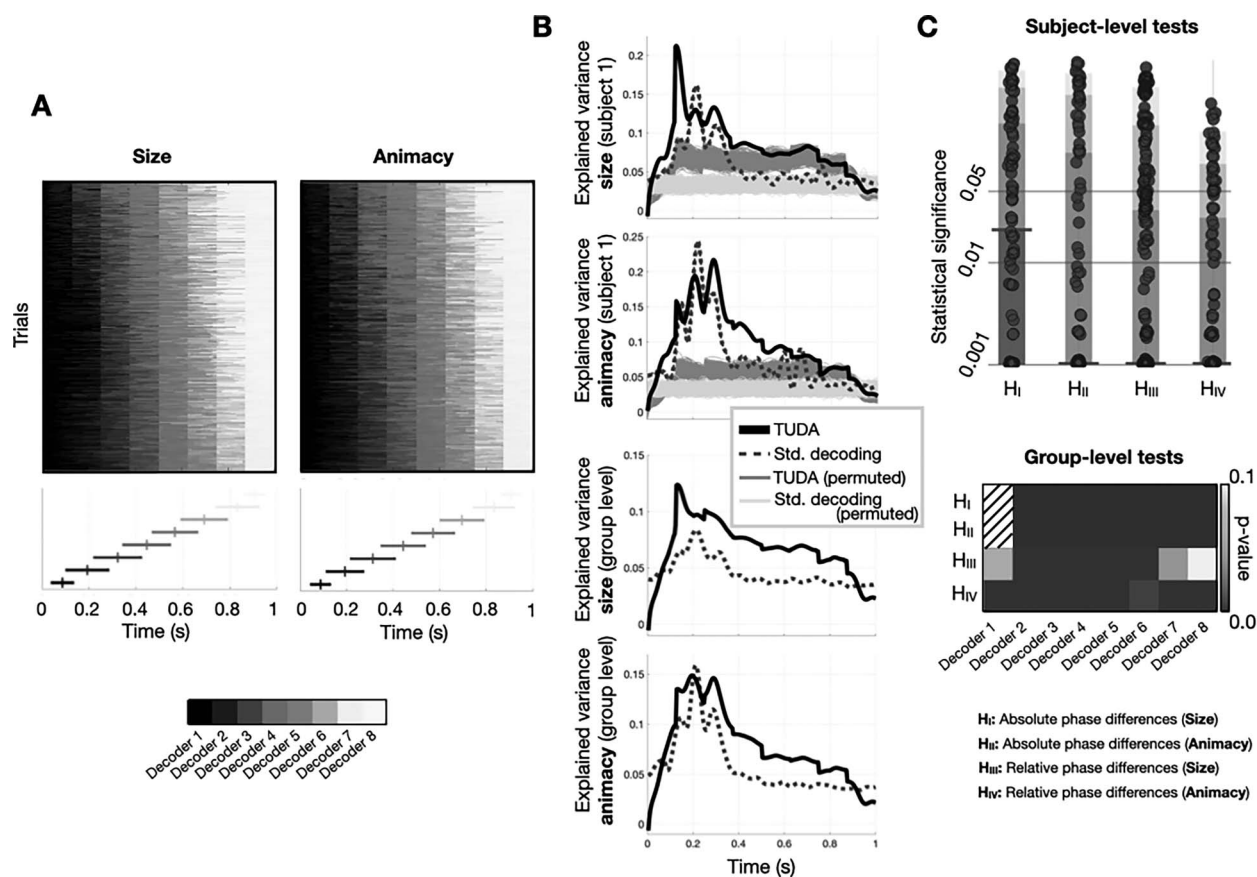 A
Size
Animacy
Trials
0 0.2 0.4 0.6 0.8 1
0 0.2 0.4 0.6 0.8 1
Time (s)
Time (s)
Decoder 1
Decoder 2
Decoder 3
Decoder 4
Decoder 5
Decoder 6
Decoder 7
Decoder 8
B
Explained variance
size (subject 1)
0.2
0.15
0.1
0.05
0
Explained variance
animacy (subject 1)
0.25
0.2
0.15
0.1
0.05
0
TUDA
Std. decoding
TUDA (permuted)
Std. decoding
(permuted)
Explained variance
size (group level)
0.15
0.1
0.05
0
Explained variance
animacy (group level)
0.15
0.1
0.05
0
0 0.2 0.4 0.6 0.8 1
Time (s)
C
Subject-level tests
Statistical significance
0.05
0.01
0.001
HI HII HIII HIV
Group-level tests
HI
HII
HIII
HIV
0.1
p-value
0.0
Decoder 1
Decoder 2
Decoder 3
Decoder 4
Decoder 5
Decoder 6
Decoder 7
Decoder 8
HI: Absolute phase differences (Size)
HII: Absolute phase differences (Animacy)
HIII: Relative phase differences (Size)
HIV: Relative phase differences (Animacy)